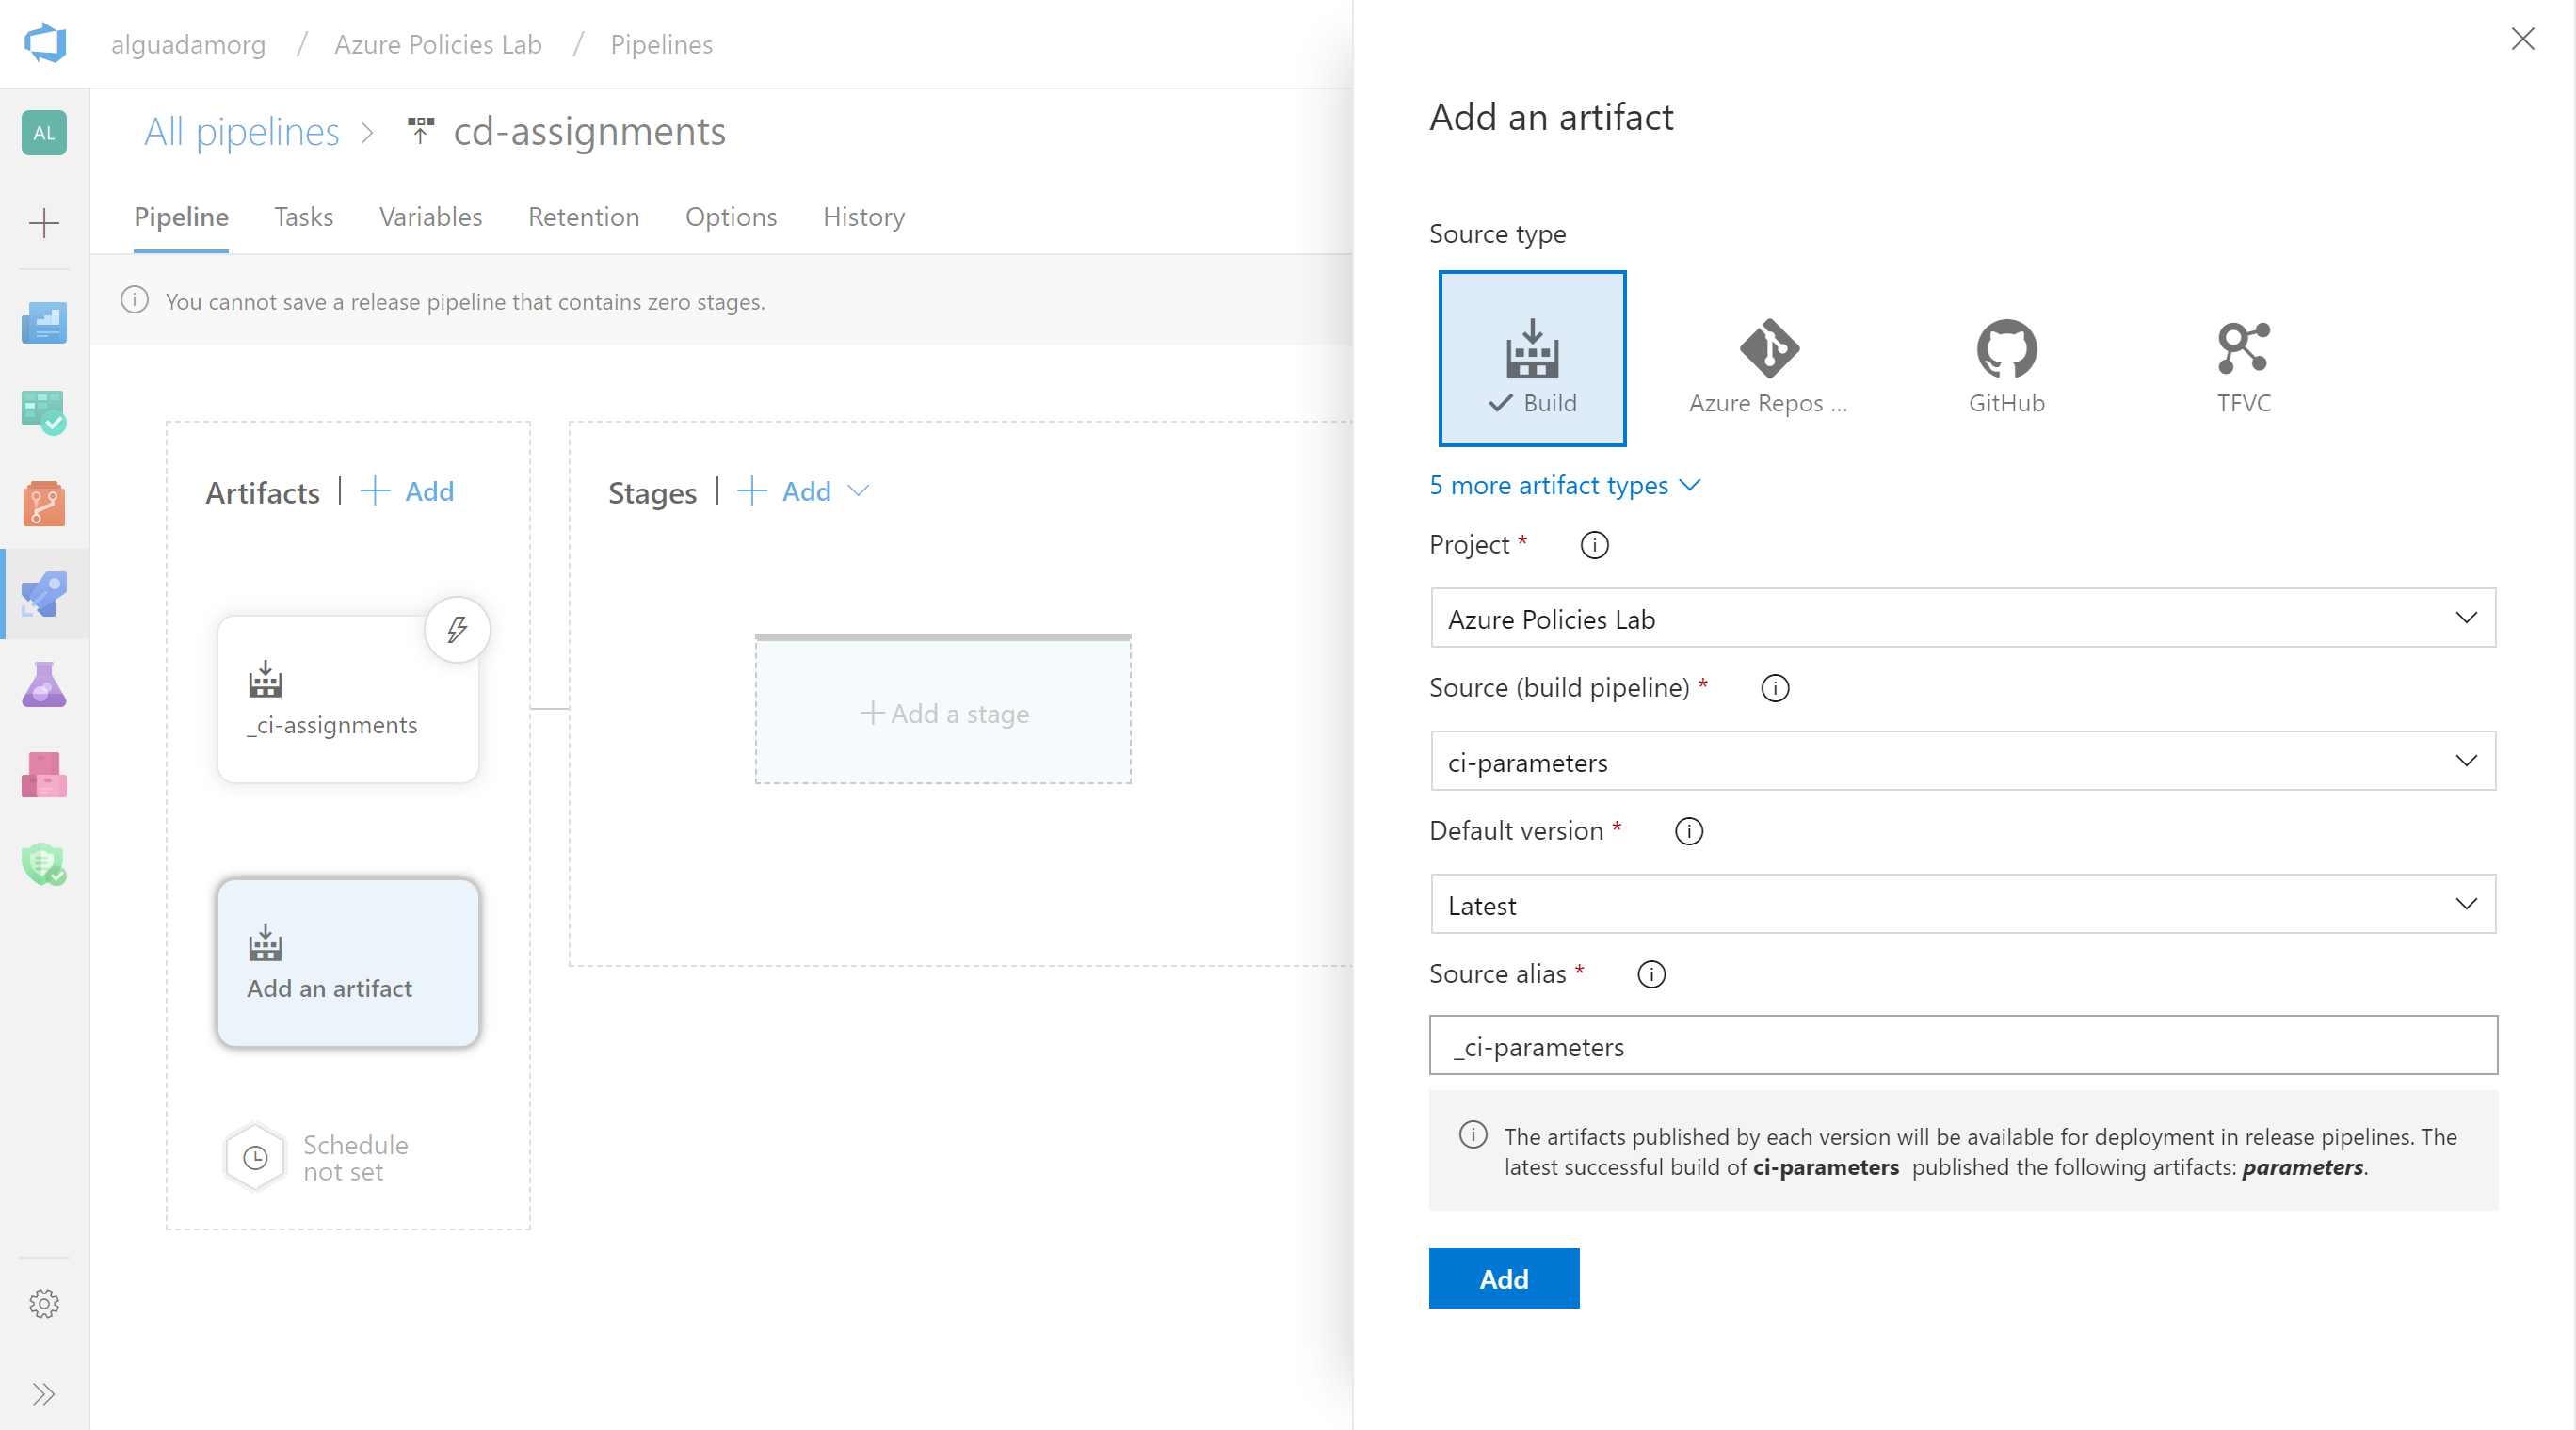 alguadamorg / Azure Policies Lab / Pipelines
AL
All pipelines > cd-assignments
Pipeline Tasks Variables Retention Options History
You cannot save a release pipeline that contains zero stages.
Artifacts | + Add
Stages | + Add
_ci-assignments
+ Add a stage
Add an artifact
Schedule
not set
Add an artifact
Source type
Build
Azure Repos ...
GitHub
TFVC
5 more artifact types
Project *
Azure Policies Lab
Source (build pipeline) *
ci-parameters
Default version *
Latest
Source alias *
_ci-parameters
The artifacts published by each version will be available for deployment in release pipelines. The
latest successful build of ci-parameters published the following artifacts: parameters.
Add